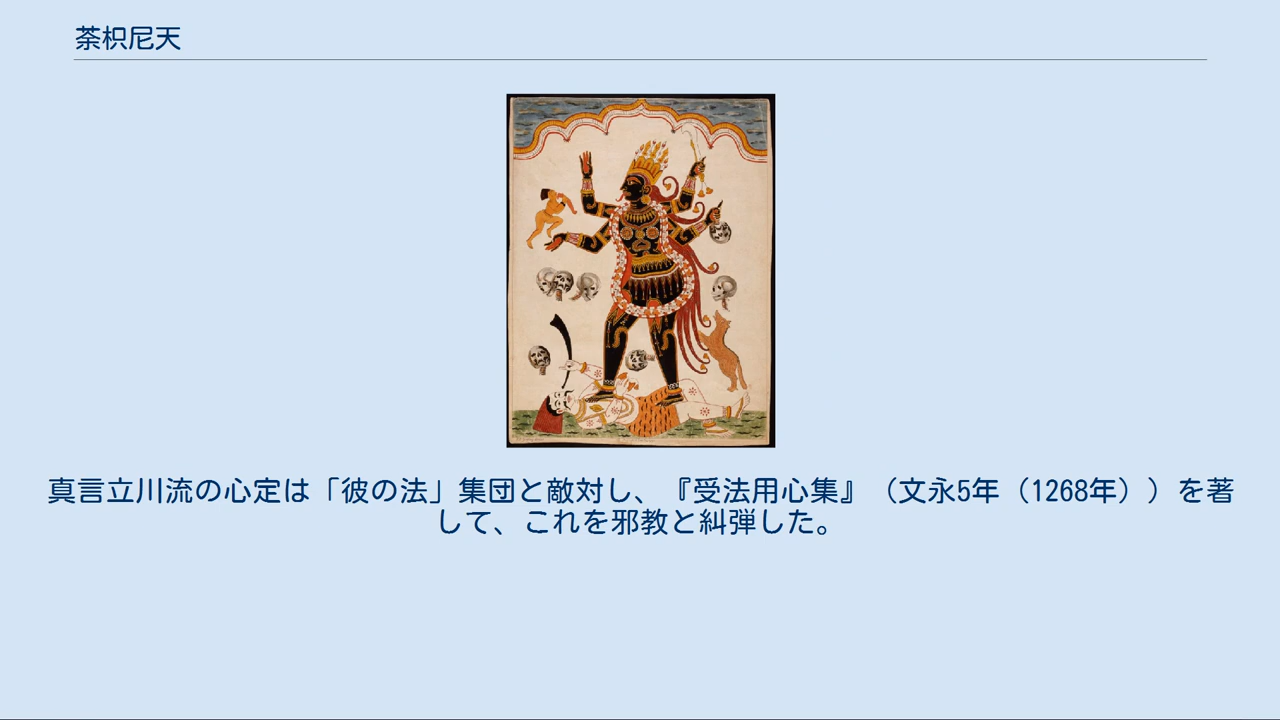 荼枳尼天
真言立川流の心定は「彼の法」集団と敵対し、『受法用心集』（文永5年（1268年））を著
して、これを邪教と糾弾した。